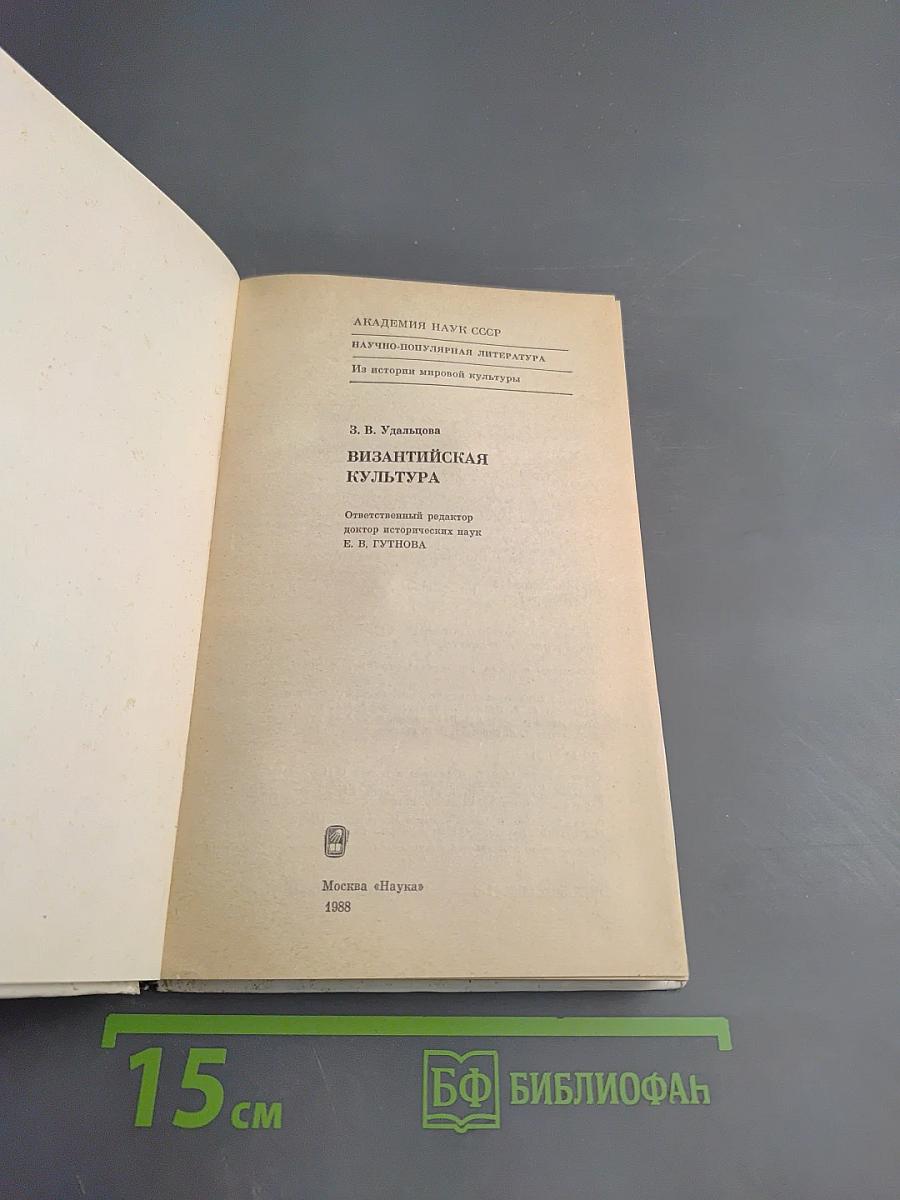 АКАДЕМИЯ НАУК СССР
НАУЧНО-ПОПУЛЯРНАЯ ЛИТЕРАТУРА
Из истории мировой культуры
З. В. Удальцова
ВИЗАНТИЙСКАЯ
КУЛЬТУРА
Ответственный редактор
доктор исторических наук
Е. В. ГУТНОВА
Москва «Наука»
1988
15 см
БФ БИБЛИОФАН